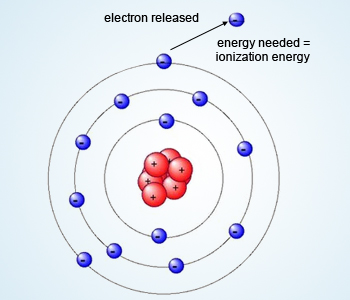 electron released
energy needed =
ionization energy